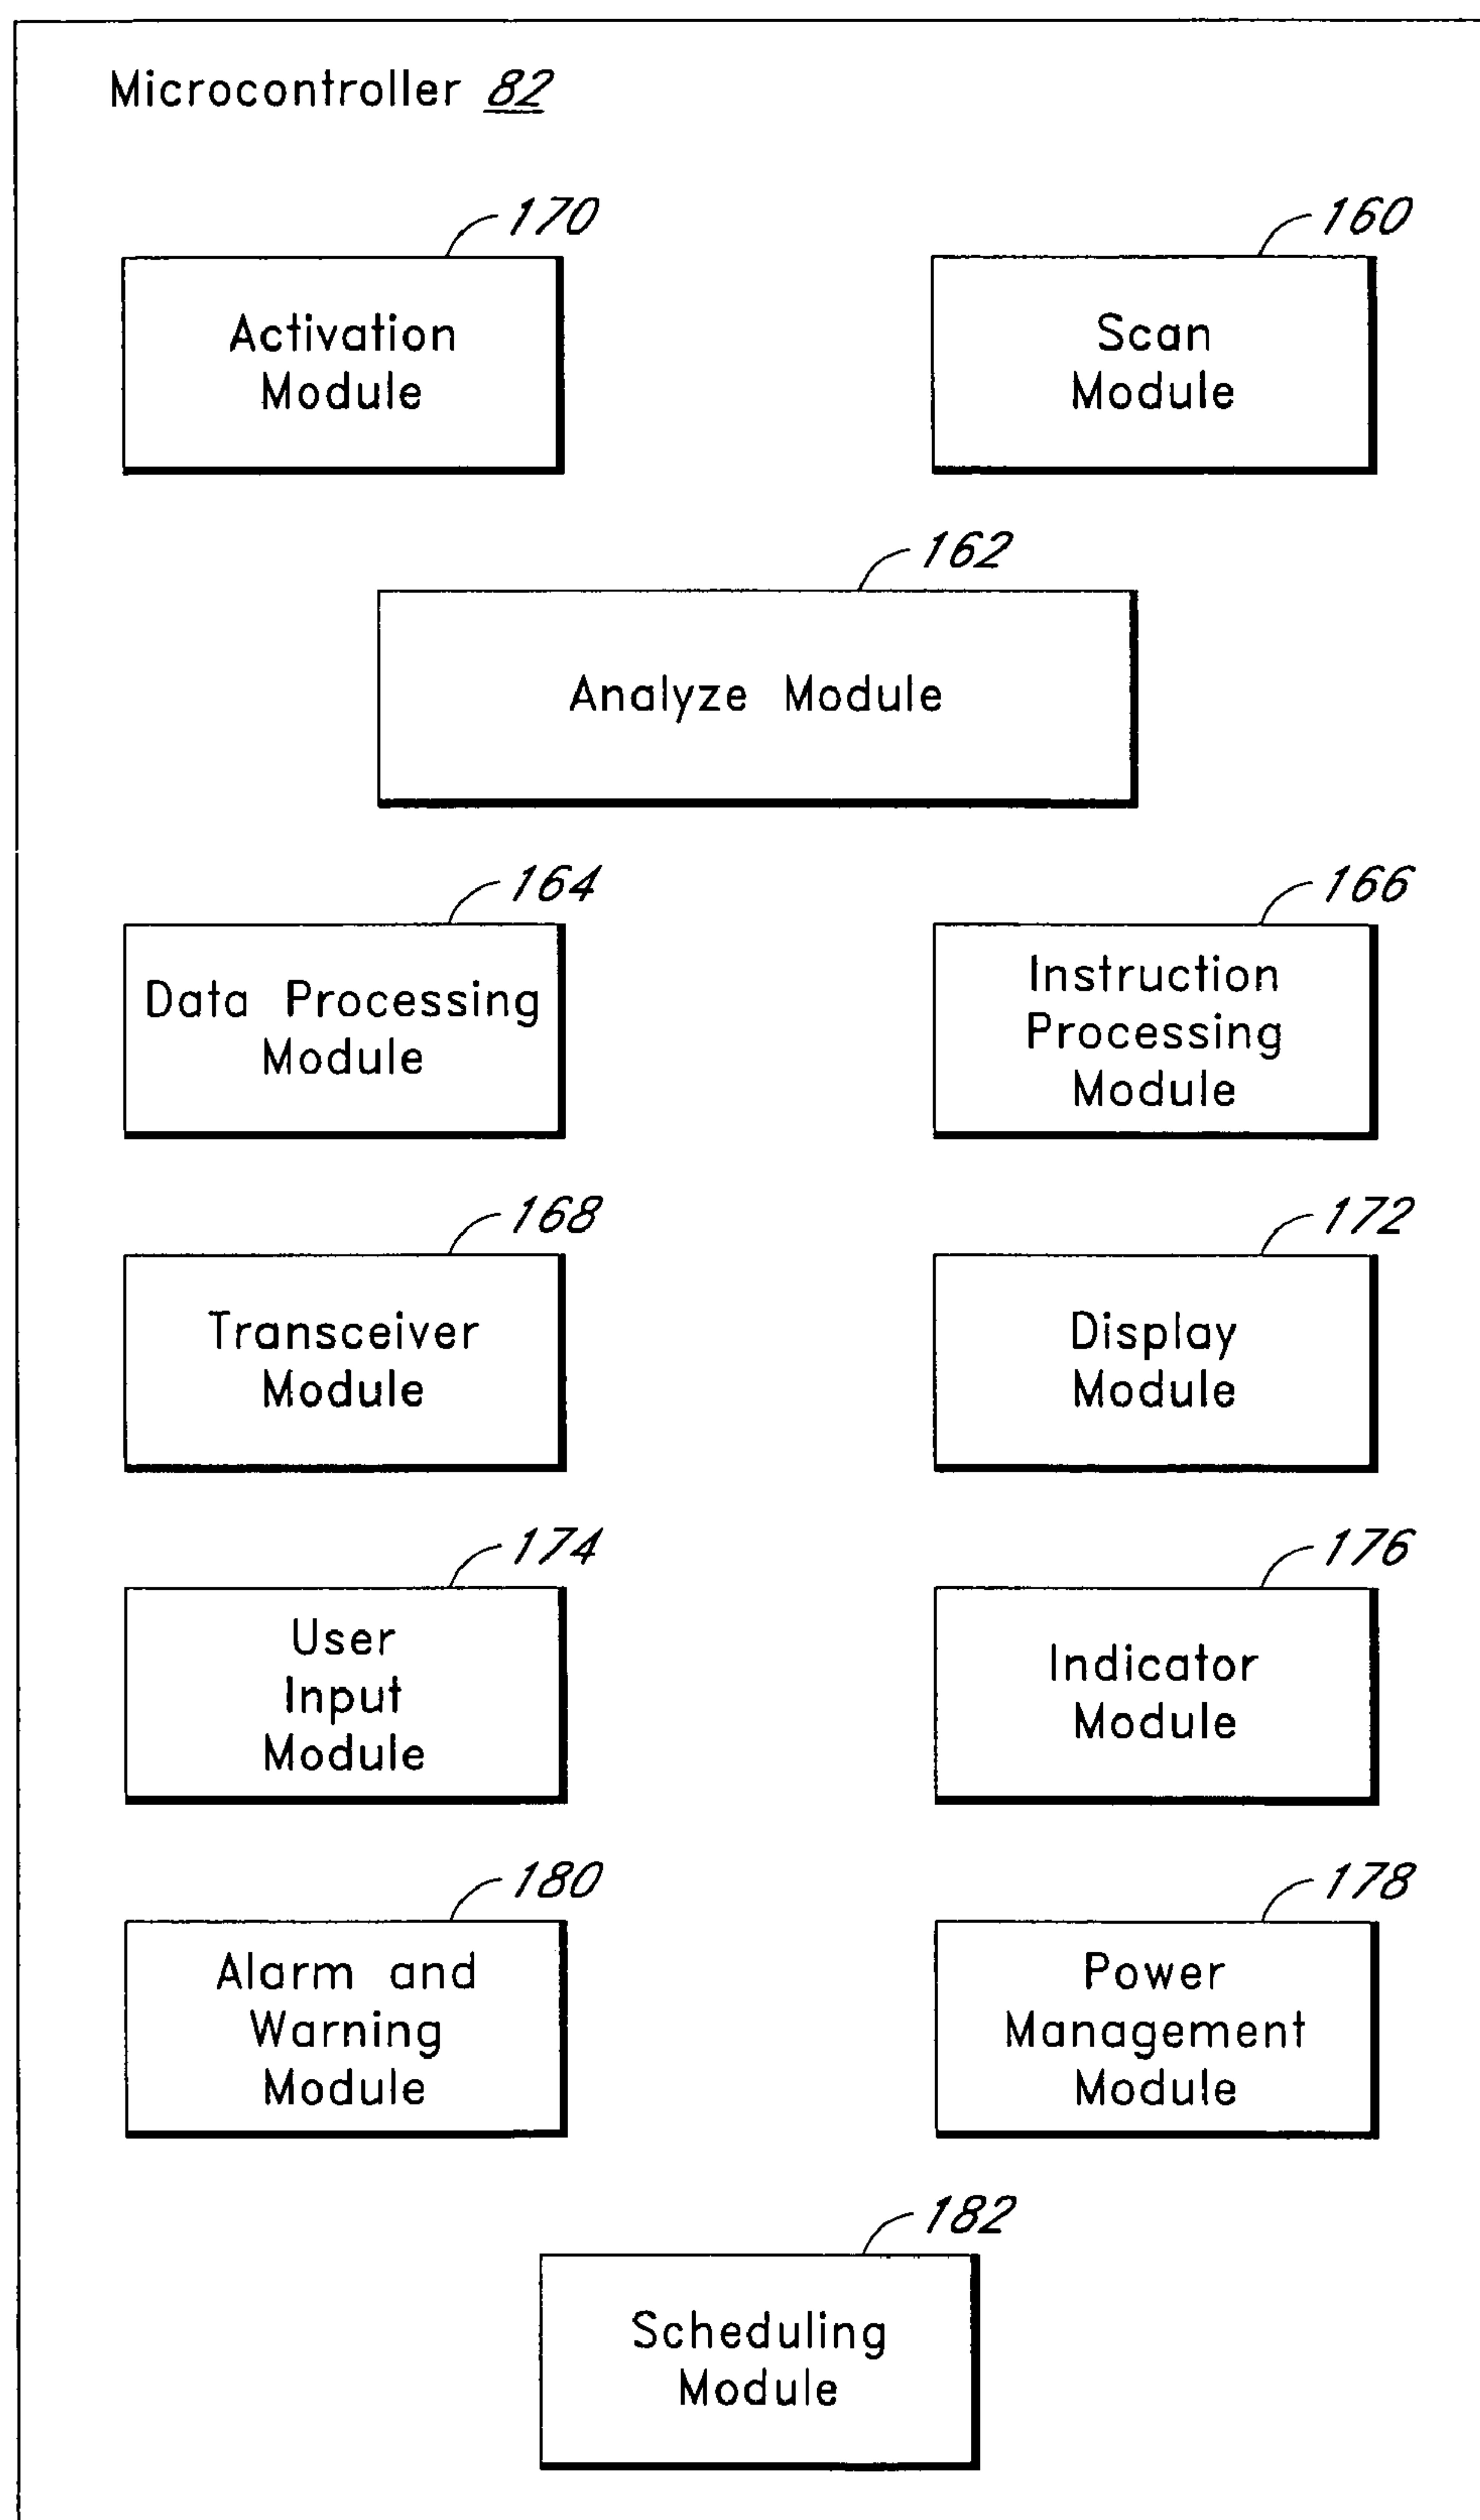 Microcontroller 82
170
160
Activation
Module
Scan
Module
162
Analyze Module
164
166
Data Processing
Module
Instruction
Processing
Module
168
172
Transceiver
Module
Display
Module
174
176
User
Input
Module
Indicator
Module
180
178
Alarm and
Warning
Module
Power
Management
Module
182
Scheduling
Module